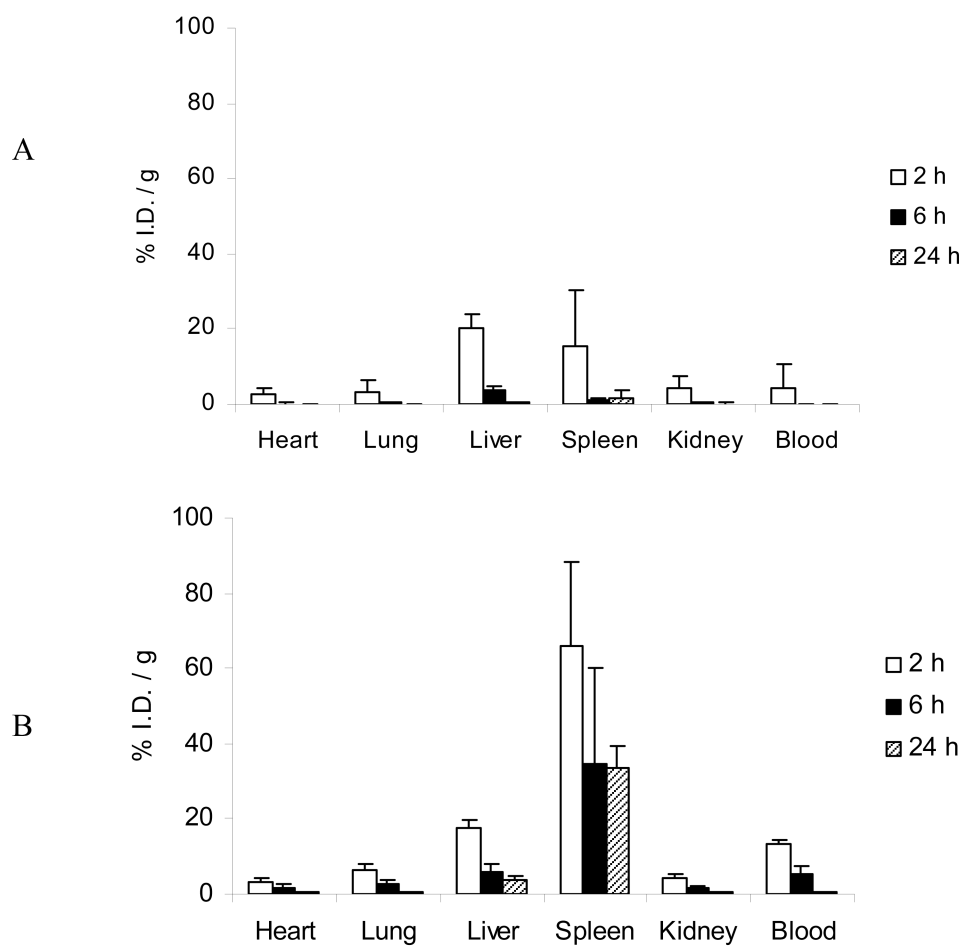 A
% I.D. / g
100
80
60
40
20
0
Heart Lung Liver Spleen Kidney Blood
2 h
6 h
24 h
B
% I.D. / g
100
80
60
40
20
0
Heart Lung Liver Spleen Kidney Blood
2 h
6 h
24 h